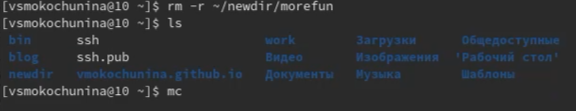 [vsmokochunina@10 ~]$ rm -r ~/newdir/morefun
[vsmokochunina@10 ~]$ ls
bin ssh work Загрузки Общедоступные
blog ssh.pub Видео Изображения 'Рабочий стол'
newdir vmokochunina.github.io Документы Музыка Шаблоны
[vsmokochunina@10 ~]$ mc